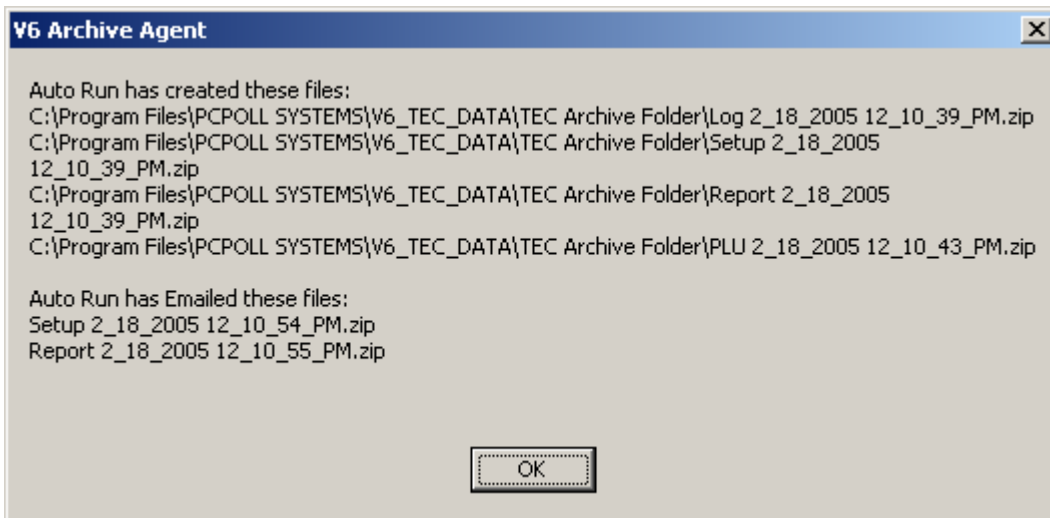 V6 Archive Agent
Auto Run has created these files:
C:\Program Files\PCPOLL SYSTEMS\V6_TEC_DATA\TEC Archive Folder\Log 2_18_2005 12_10_39_PM.zip
C:\Program Files\PCPOLL SYSTEMS\V6_TEC_DATA\TEC Archive Folder\Setup 2_18_2005
12_10_39_PM.zip
C:\Program Files\PCPOLL SYSTEMS\V6_TEC_DATA\TEC Archive Folder\Report 2_18_2005
12_10_39_PM.zip
C:\Program Files\PCPOLL SYSTEMS\V6_TEC_DATA\TEC Archive Folder\PLU 2_18_2005 12_10_43_PM.zip
Auto Run has Emailed these files:
Setup 2_18_2005 12_10_54_PM.zip
Report 2_18_2005 12_10_55_PM.zip
OK